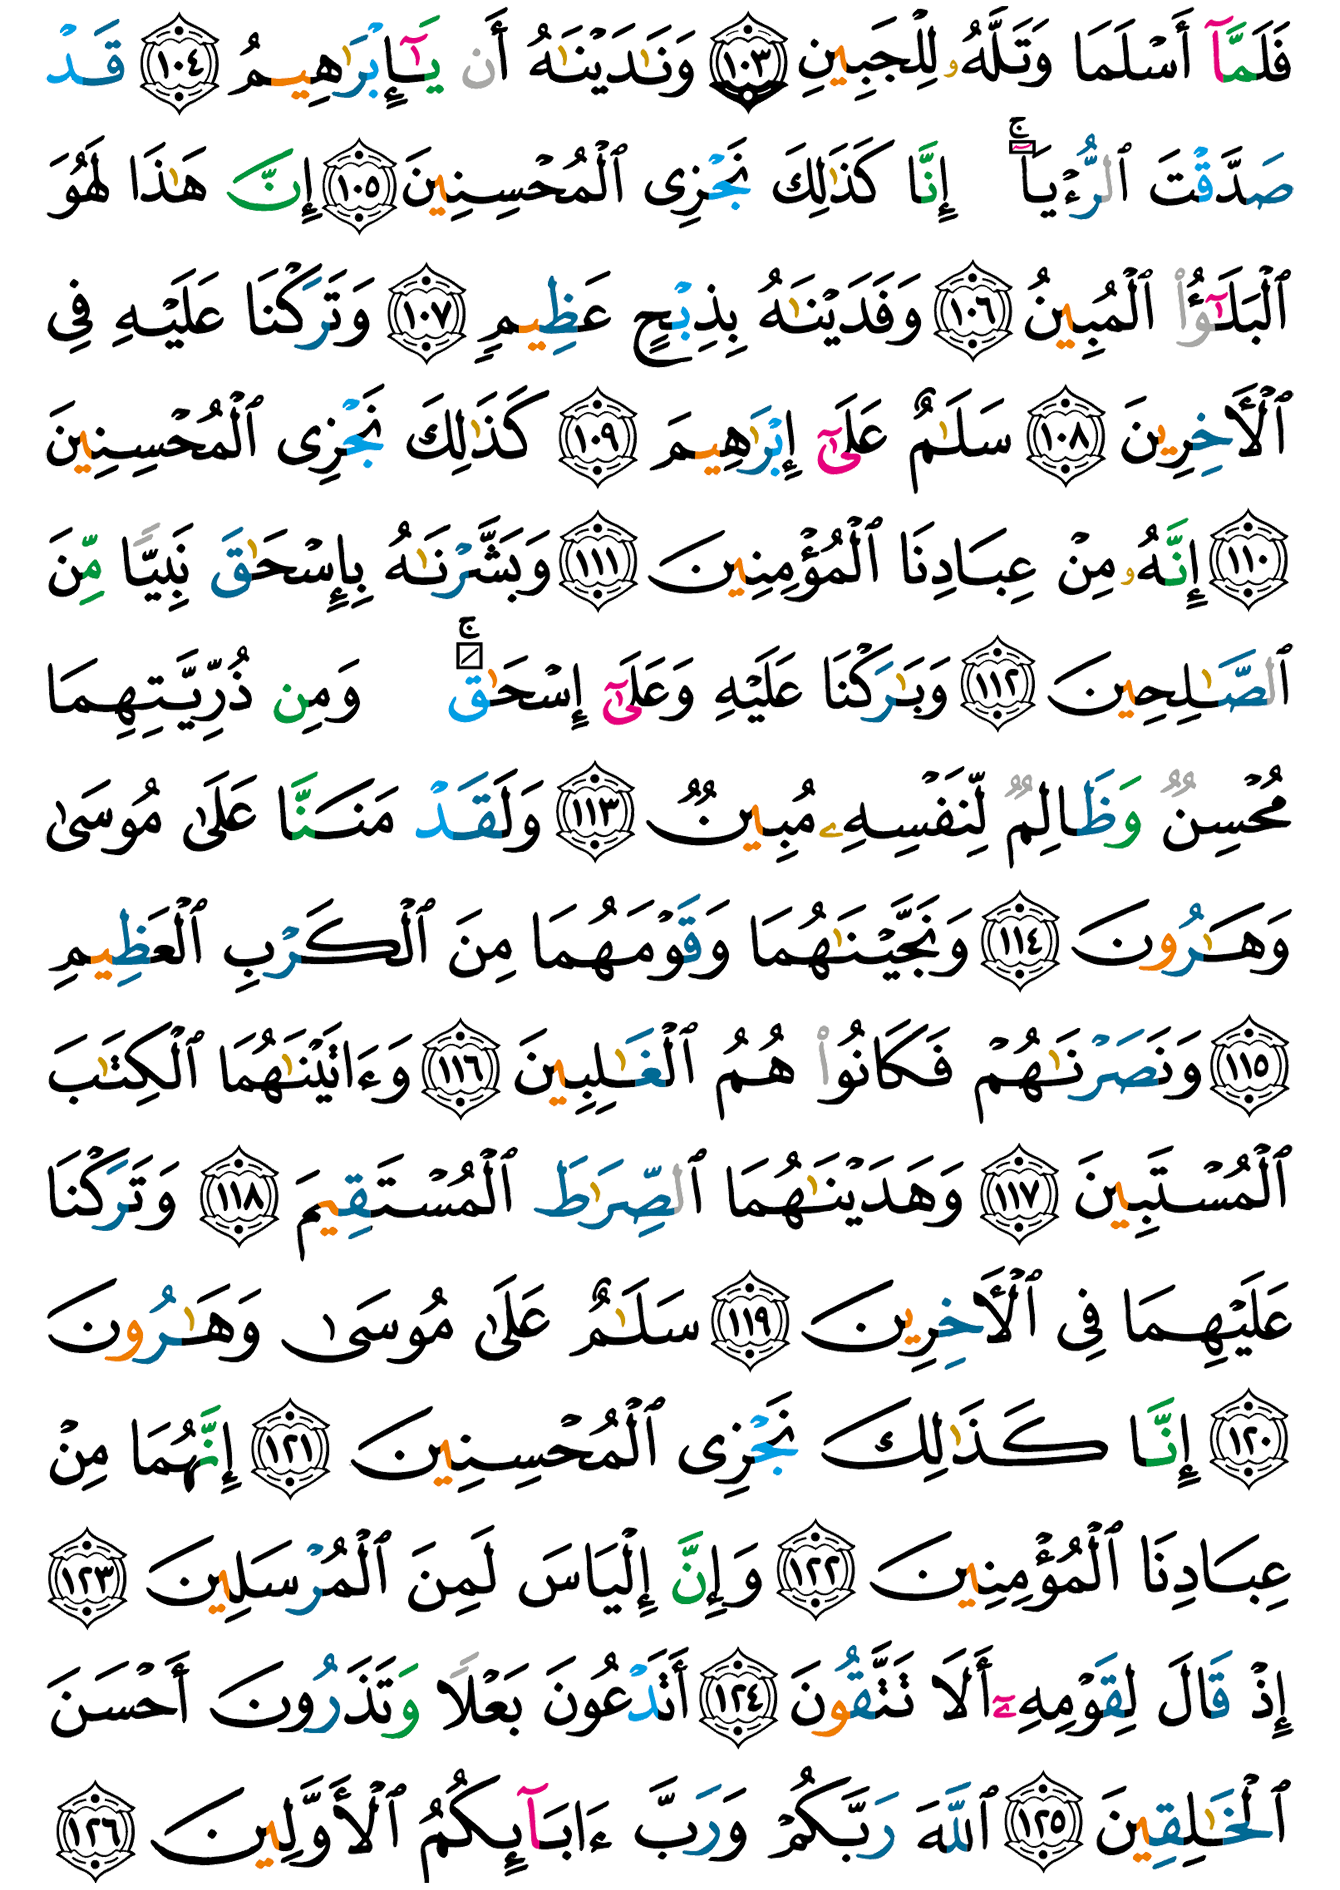 فَلَمَّآ أَسْلَمَا وَتَلَّهُۥ لِلْجَبِينِ ١٠٣ وَنَٰدَيْنَٰهُ أَن يَٰٓإِبْرَٰهِيمُ ١٠٤ قَدْ
صَدَّقْتَ ٱلرُّءْيَآ ۚ إِنَّا كَذَٰلِكَ نَجْزِى ٱلْمُحْسِنِينَ ١٠٥ إِنَّ هَٰذَا لَهُوَ
ٱلْبَلَٰٓؤُا۟ ٱلْمُبِينُ ١٠٦ وَفَدَيْنَٰهُ بِذِبْحٍ عَظِيمٍ ١٠٧ وَتَرَكْنَا عَلَيْهِ فِى
ٱلْءَاخِرِينَ ١٠٨ سَلَٰمٌ عَلَىٰٓ إِبْرَٰهِيمَ ١٠٩ كَذَٰلِكَ نَجْزِى ٱلْمُحْسِنِينَ
١١٠ إِنَّهُۥ مِنْ عِبَادِنَا ٱلْمُؤْمِنِينَ ١١١ وَبَشَّرْنَٰهُ بِإِسْحَٰقَ نَبِيًّا مِّنَ
ٱلصَّٰلِحِينَ ١١٢ وَبَٰرَكْنَا عَلَيْهِ وَعَلَىٰٓ إِسْحَٰقَ ۚ وَمِن ذُرِّيَّتِهِمَا
مُحْسِنٌ وَظَالِمٌ لِّنَفْسِهِۦ مُبِينٌ ١١٣ وَلَقَدْ مَنَنَّا عَلَىٰ مُوسَىٰ
وَهَٰرُونَ ١١٤ وَنَجَّيْنَٰهُمَا وَقَوْمَهُمَا مِنَ ٱلْكَرْبِ ٱلْعَظِيمِ
١١٥ وَنَصَرْنَٰهُمْ فَكَانُوا۟ هُمُ ٱلْغَٰلِبِينَ ١١٦ وَءَاتَيْنَٰهُمَا ٱلْكِتَٰبَ
ٱلْمُسْتَبِينَ ١١٧ وَهَدَيْنَٰهُمَا ٱلصِّرَٰطَ ٱلْمُسْتَقِيمَ ١١٨ وَتَرَكْنَا
عَلَيْهِمَا فِى ٱلْءَاخِرِينَ ١١٩ سَلَٰمٌ عَلَىٰ مُوسَىٰ وَهَٰرُونَ
١٢٠ إِنَّا كَذَٰلِكَ نَجْزِى ٱلْمُحْسِنِينَ ١٢١ إِنَّهُمَا مِنْ
عِبَادِنَا ٱلْمُؤْمِنِينَ ١٢٢ وَإِنَّ إِلْيَاسَ لَمِنَ ٱلْمُرْسَلِينَ ١٢٣
إِذْ قَالَ لِقَوْمِهِۦٓ أَلَا تَتَّقُونَ ١٢٤ أَتَدْعُونَ بَعْلًا وَتَذَرُونَ أَحْسَنَ
ٱلْخَٰلِقِينَ ١٢٥ ٱللَّهَ رَبَّكُمْ وَرَبَّ ءَابَآئِكُمُ ٱلْأَوَّلِينَ ١٢٦